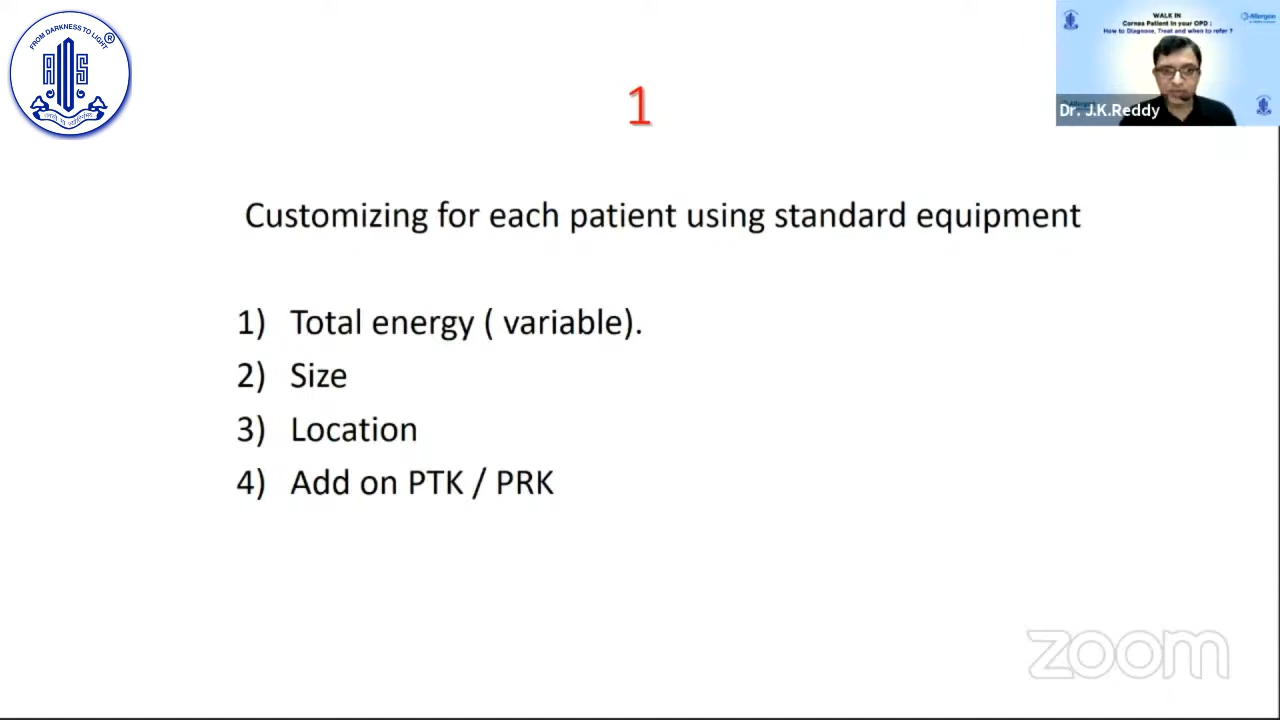 FROM DARKNESS TO LIGHT
AIOS
1
Customizing for each patient using standard equipment
1) Total energy ( variable).
2) Size
3) Location
4) Add on PTK / PRK
WALK IN
Cornea Patient in your OPD :
How to Diagnose, Treat and when to refer ?
Allergan
Dr. J.K.Reddy
zoom